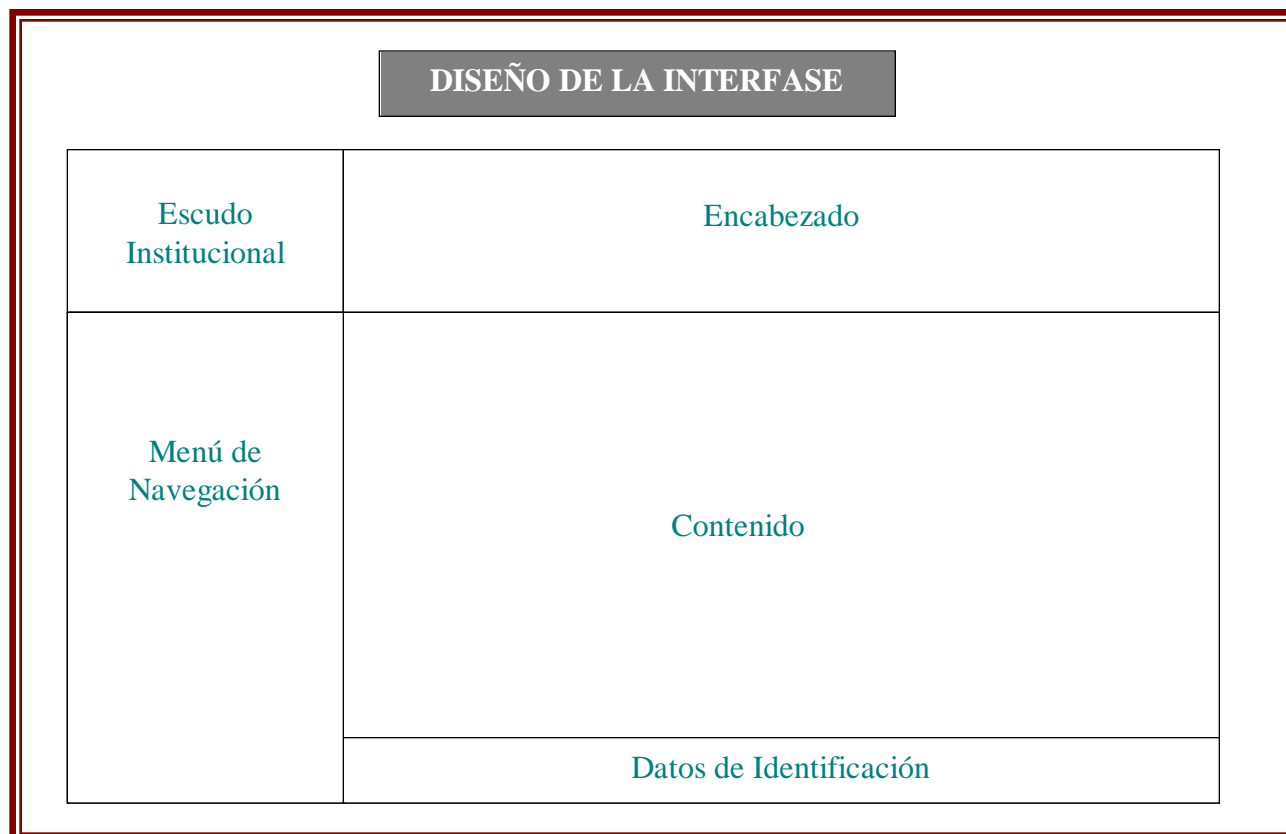 DISEÑO DE LA INTERFASE
Escudo
Institucional
Encabezado
Menú de
Navegación
Contenido
Datos de Identificación